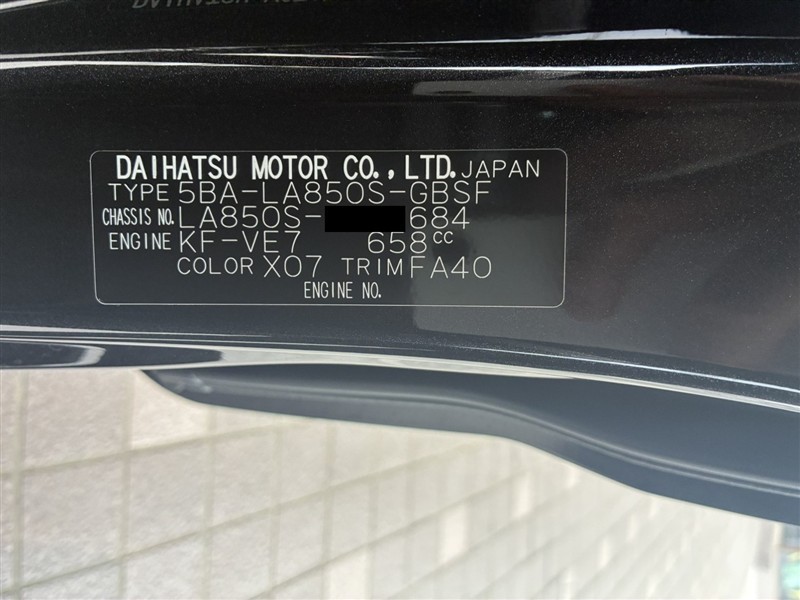 DAIHATSU MOTOR CO., LTD. JAPAN
TYPE 5BA-LA850S-GBSF
CHASSIS NO. LA850S- 684
ENGINE KF-VE7 658cc
COLOR X07 TRIM FA40
ENGINE NO.